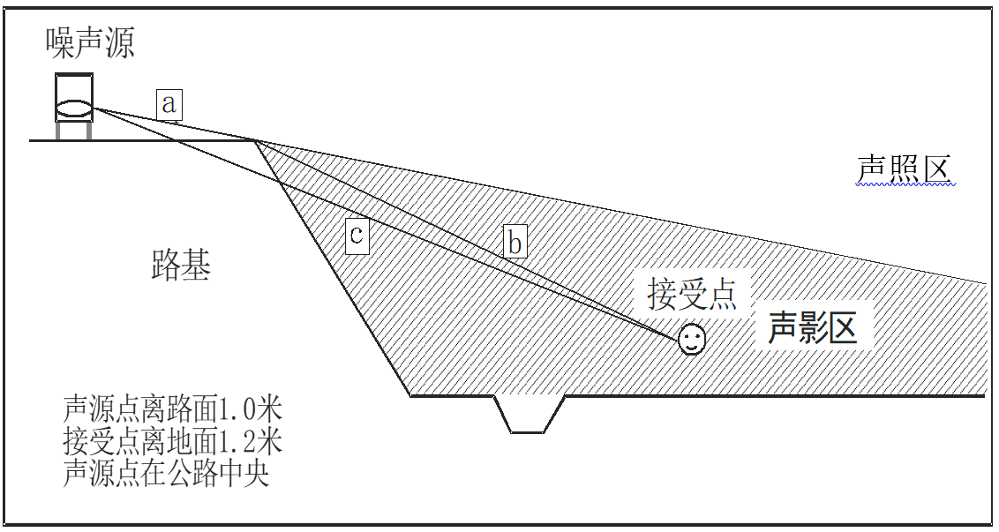 噪声源
a
声照区
c
b
路基
接受点
声影区
声源点离路面1.0米
接受点离地面1.2米
声源点在公路中央